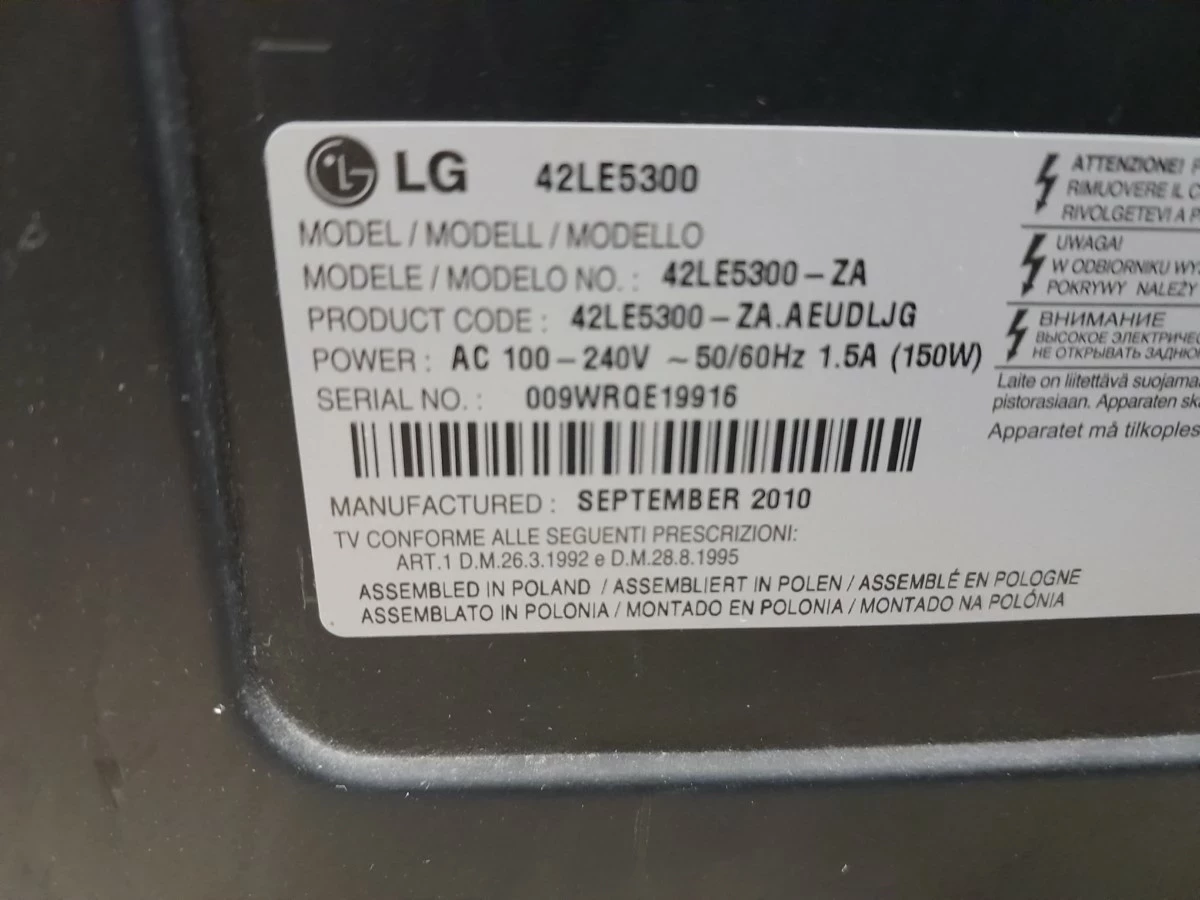 LG 42LE5300
MODEL / MODELL / MODELLO
MODELE / MODELO NO. : 42LE5300-ZA
PRODUCT CODE : 42LE5300-ZA.AEUDLJG
POWER : AC 100-240V ~50/60Hz 1.5A (150W)
SERIAL NO. : 009WRQE19916
MANUFACTURED : SEPTEMBER 2010
TV CONFORME ALLE SEGUENTI PRESCRIZIONI:
ART.1 D.M.26.3.1992 e D.M.28.8.1995
ASSEMBLED IN POLAND / ASSEMBLIERT IN POLEN / ASSEMBLÉ EN POLOGNE
ASSEMBLATO IN POLONIA / MONTADO EN POLONIA / MONTADO NA POLÓNIA
ATTENZIONE!
RIMUOVERE IL
RIVOLGETEVI A
UWAGA!
W ODBIORNIKU
POKRYWY NALEŻY
ВНИМАНИЕ
ВЫСОКОЕ
НЕ ОТКРЫВАТЬ
Laite on liitettävä
pistorasiaan. Apparaten
Apparatet må